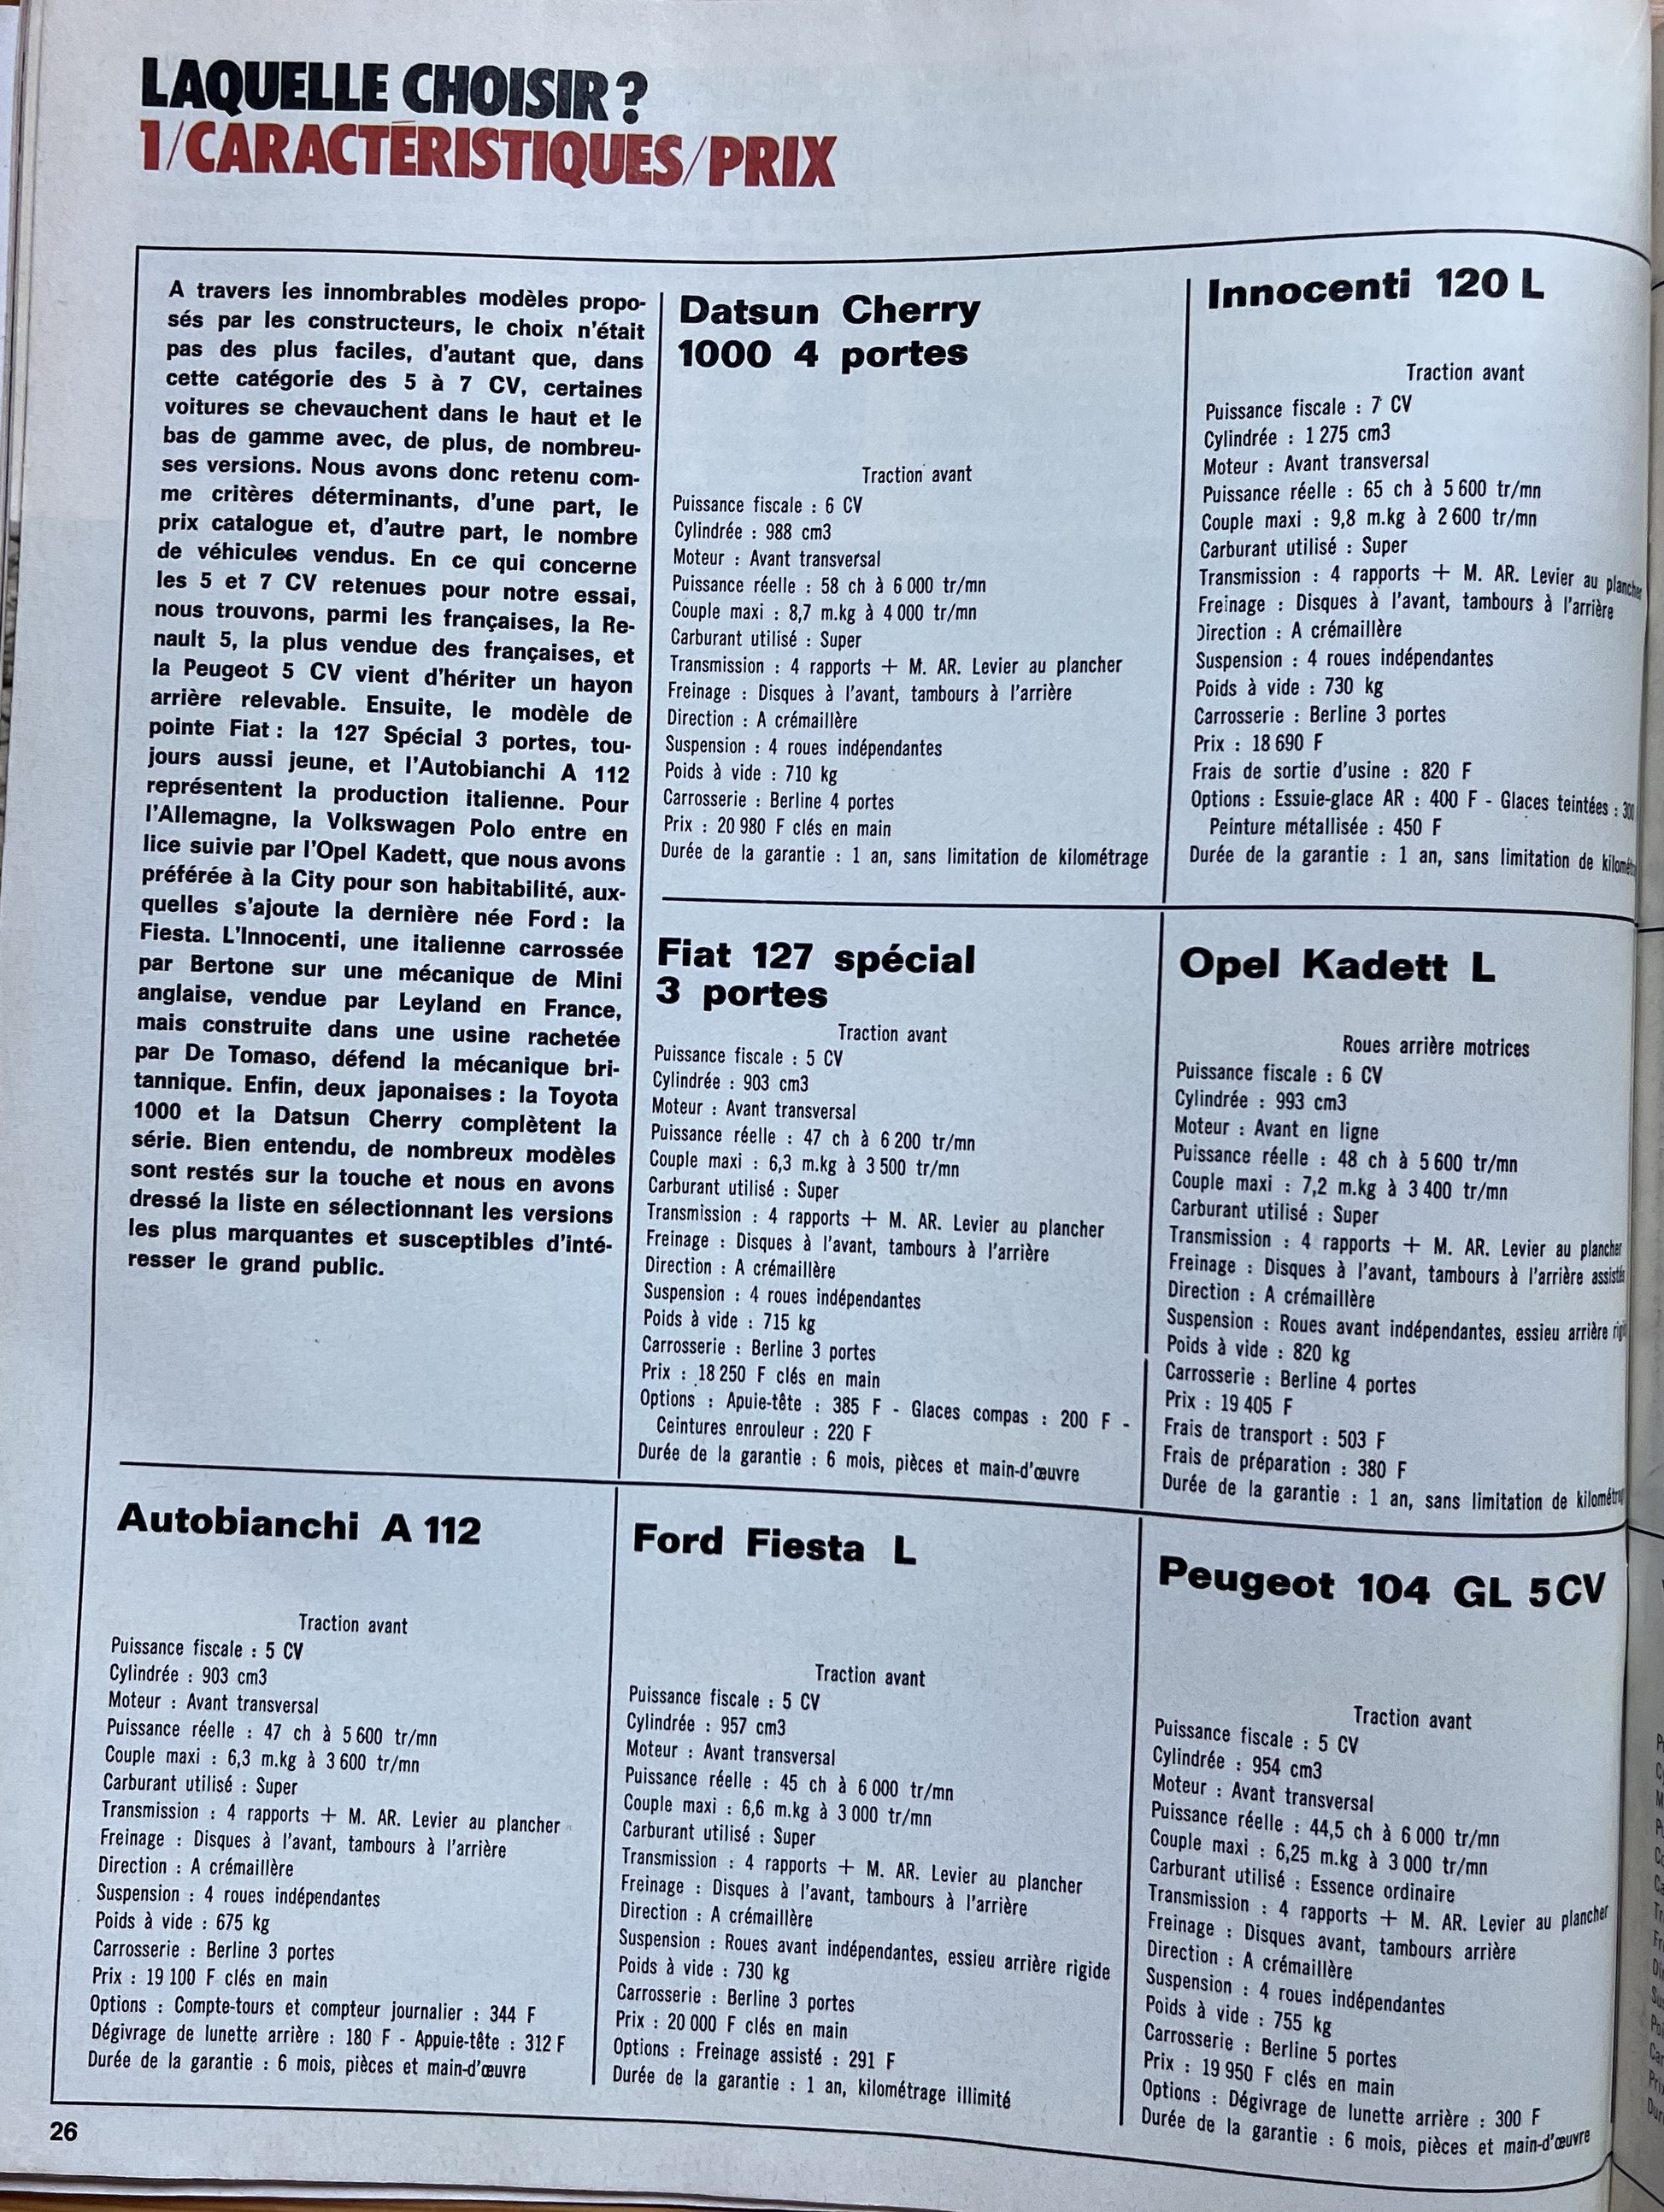 LAQUELLE CHOISIR ?
1/CARACTÉRISTIQUES/PRIX
A travers les innombrables modèles propo-
sés par les constructeurs, le choix n'était
pas des plus faciles, d'autant que, dans
cette catégorie des 5 à 7 CV, certaines
voitures se chevauchent dans le haut et le
bas de gamme avec, de plus, de nombreu-
ses versions. Nous avons donc retenu com-
me critères déterminants, d'une part, le
prix catalogue et, d'autre part, le nombre
de véhicules vendus. En ce qui concerne
les 5 et 7 CV retenues pour notre essai,
nous trouvons, parmi les françaises, la Re-
nault 5, la plus vendue des françaises, et
la Peugeot 5 CV vient d'hériter un hayon
arrière relevable. Ensuite, le modèle de
pointe Fiat : la 127 Spécial 3 portes, tou-
jours aussi jeune, et l'Autobianchi A 112
représentent la production italienne. Pour
l'Allemagne, la Volkswagen Polo entre en
lice suivie par l'Opel Kadett, que nous avons
préférée à la City pour son habitabilité, aux-
quelles s'ajoute la dernière née Ford : la
Fiesta. L'Innocenti, une italienne carrossée
par Bertone sur une mécanique de Mini
anglaise, vendue par Leyland en France,
mais construite dans une usine rachetée
par De Tomaso, défend la mécanique bri-
tannique. Enfin, deux japonaises : la Toyota
1000 et la Datsun Cherry complètent la
série. Bien entendu, de nombreux modèles
sont restés sur la touche et nous en avons
dressé la liste en sélectionnant les versions
les plus marquantes et susceptibles d'inté-
resser le grand public.
Datsun Cherry
1000 4 portes
Traction avant
Puissance fiscale : 6 CV
Cylindrée : 988 cm3
Moteur : Avant transversal
Puissance réelle : 58 ch à 6 000 tr/mn
Couple maxi : 8,7 m.kg à 4 000 tr/mn
Carburant utilisé : Super
Transmission : 4 rapports + M. AR. Levier au plancher
Freinage : Disques à l'avant, tambours à l'arrière
Direction : A crémaillère
Suspension : 4 roues indépendantes
Poids à vide : 710 kg
Carrosserie : Berline 4 portes
Prix : 20 980 F clés en main
Durée de la garantie : 1 an, sans limitation de kilométrage
Innocenti 120 L
Traction avant
Puissance fiscale : 7 CV
Cylindrée : 1 275 cm3
Moteur : Avant transversal
Puissance réelle : 65 ch à 5 600 tr/mn
Couple maxi : 9,8 m.kg à 2 600 tr/mn
Carburant utilisé : Super
Transmission : 4 rapports + M. AR. Levier au plancher
Freinage : Disques à l'avant, tambours à l'arrière
Direction : A crémaillère
Suspension : 4 roues indépendantes
Poids à vide : 730 kg
Carrosserie : Berline 3 portes
Prix : 18 690 F
Frais de sortie d'usine : 820 F
Options : Essuie-glace AR : 400 F - Glaces teintées : 300
Peinture métallisée : 450 F
Durée de la garantie : 1 an, sans limitation de
Fiat 127 spécial
3 portes
Traction avant
Puissance fiscale : 5 CV
Cylindrée : 903 cm3
Moteur : Avant transversal
Puissance réelle : 47 ch à 6 200 tr/mn
Couple maxi : 6,3 m.kg à 3 500 tr/mn
Carburant utilisé : Super
Transmission : 4 rapports + M. AR. Levier au plancher
Freinage : Disques à l'avant, tambours à l'arrière
Direction : A crémaillère
Suspension : 4 roues indépendantes
Poids à vide : 715 kg
Carrosserie : Berline 3 portes
Prix : 18 250 F clés en main
Options : Apuie-tête : 385 F - Glaces compas : 200 F -
Ceintures enrouleur : 220 F
Durée de la garantie : 6 mois, pièces et main-d'œuvre
Opel Kadett L
Roues arrière motrices
Puissance fiscale : 6 CV
Cylindrée : 993 cm3
Moteur : Avant en ligne
Puissance réelle : 48 ch à 5 600 tr/mn
Couple maxi : 7,2 m.kg à 3 400 tr/mn
Carburant utilisé : Super
Transmission : 4 rapports + M. AR. Levier au plancher
Freinage : Disques à l'avant, tambours à l'arrière
Direction : A crémaillère
Suspension : Roues avant indépendantes, essieu arrière
Poids à vide : 820 kg
Carrosserie : Berline 4 portes
Prix : 19 405 F
Frais de transport : 503 F
Frais de préparation : 380 F
Durée de la garantie : 1 an, sans limitation de
Autobianchi A 112
Traction avant
Puissance fiscale : 5 CV
Cylindrée : 903 cm3
Moteur : Avant transversal
Puissance réelle : 47 ch à 5 600 tr/mn
Couple maxi : 6,3 m.kg à 3 600 tr/mn
Carburant utilisé : Super
Transmission : 4 rapports + M. AR. Levier au plancher
Freinage : Disques à l'avant, tambours à l'arrière
Direction : A crémaillère
Suspension : 4 roues indépendantes
Poids à vide : 675 kg
Carrosserie : Berline 3 portes
Prix : 19 100 F clés en main
Options : Compte-tours et compteur journalier : 344 F
Dégivrage de lunette arrière : 180 F - Appuie-tête : 312 F
Durée de la garantie : 6 mois, pièces et main-d'œuvre
Ford Fiesta L
Traction avant
Puissance fiscale : 5 CV
Cylindrée : 957 cm3
Moteur : Avant transversal
Puissance réelle : 45 ch à 6 000 tr/mn
Couple maxi : 6,6 m.kg à 3 000 tr/mn
Carburant utilisé : Super
Transmission : 4 rapports + M. AR. Levier au plancher
Freinage : Disques à l'avant, tambours à l'arrière
Direction : A crémaillère
Suspension : Roues avant indépendantes, essieu arrière rigide
Poids à vide : 730 kg
Carrosserie : Berline 3 portes
Prix : 20 000 F clés en main
Options : Freinage assisté : 291 F
Durée de la garantie : 1 an, kilométrage illimité
Peugeot 104 GL 5 CV
Traction avant
Puissance fiscale : 5 CV
Cylindrée : 954 cm3
Moteur : Avant transversal
Puissance réelle : 44,5 ch à 6 000 tr/mn
Couple maxi : 6,25 m.kg à 3 000 tr/mn
Carburant utilisé : Essence ordinaire
Transmission : 4 rapports + M. AR. Levier au plancher
Freinage : Disques avant, tambours arrière
Direction : A crémaillère
Suspension : 4 roues indépendantes
Poids à vide : 755 kg
Carrosserie : Berline 5 portes
Prix : 19 950 F clés en main
Options : Dégivrage de lunette arrière : 300 F
Durée de la garantie : 6 mois, pièces et main-d'œuvre
26